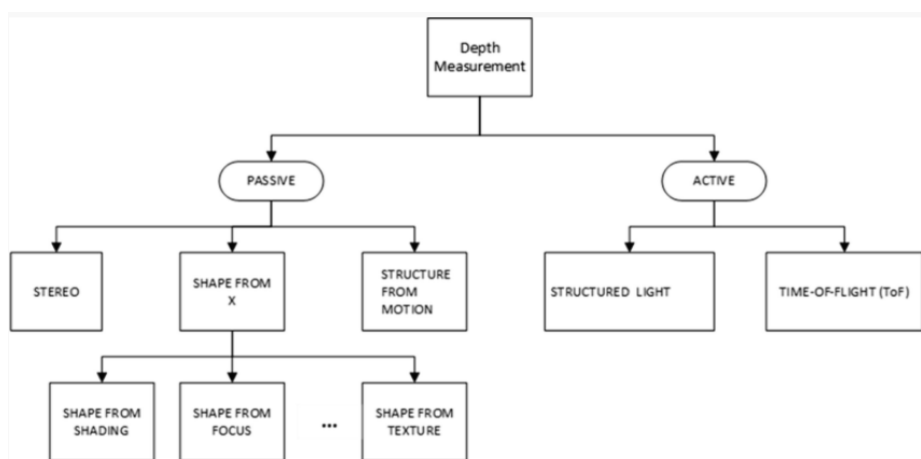 Depth
Measurement
PASSIVE
ACTIVE
STEREO
SHAPE FROM
X
STRUCTURE
FROM
MOTION
STRUCTURED LIGHT
TIME-OF-FLIGHT (ToF)
SHAPE FROM
SHADING
SHAPE FROM
FOCUS
...
SHAPE FROM
TEXTURE